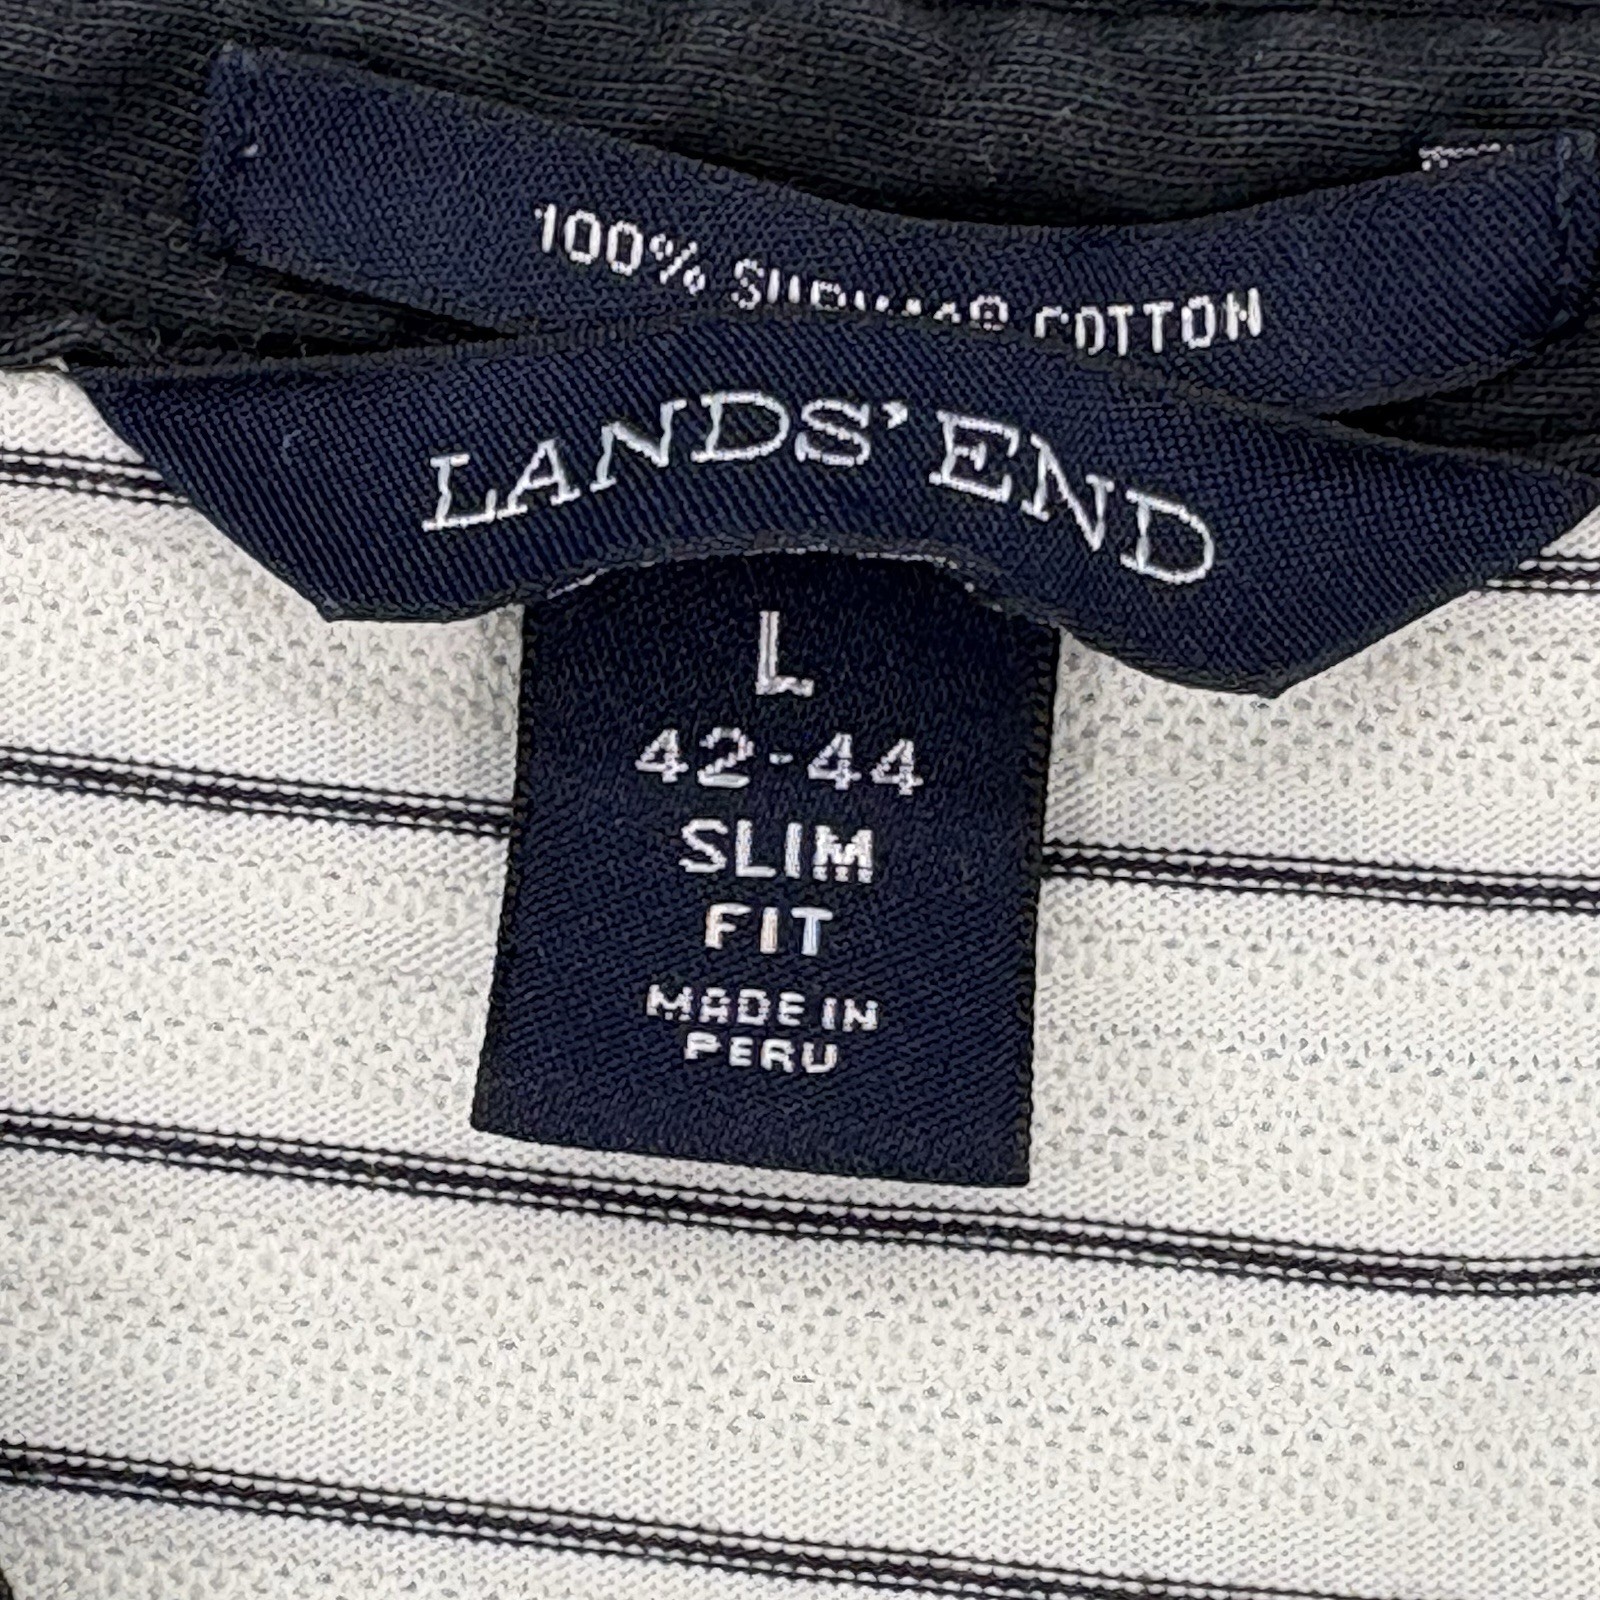 100% COTTON
LANDS' END
L
42-44
SLIM
FIT
MADE IN
PERU